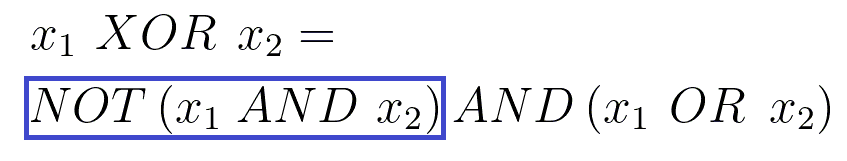 x₁ XOR x₂ =
NOT (x₁ AND x₂) AND (x₁ OR x₂)